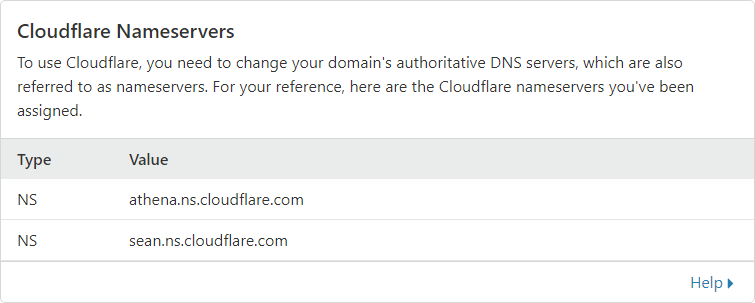 Cloudflare Nameservers
To use Cloudflare, you need to change your domain's authoritative DNS servers, which are also
referred to as nameservers. For your reference, here are the Cloudflare nameservers you've been
assigned.
Type Value
NS athena.ns.cloudflare.com
NS sean.ns.cloudflare.com
Help